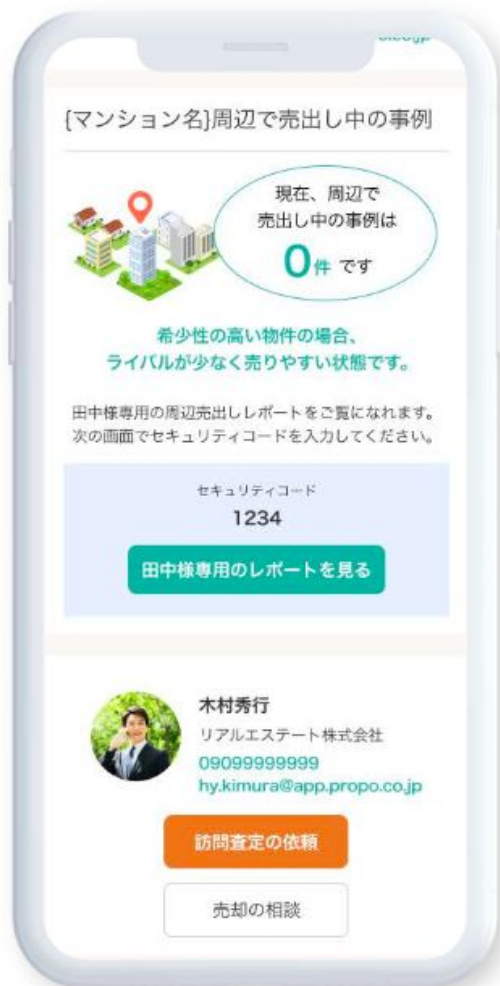 {マンション名}周辺で売出し中の事例
現在、周辺で
売出し中の事例は
0件 です
希少性の高い物件の場合、
ライバルが少なく売りやすい状態です。
田中様専用の周辺売出しレポートをご覧になれます。
次の画面でセキュリティコードを入力してください。
セキュリティコード
1234
田中様専用のレポートを見る
木村秀行
リアルエステート株式会社
09099999999
hy.kimura@app.propo.co.jp
訪問査定の依頼
売却の相談